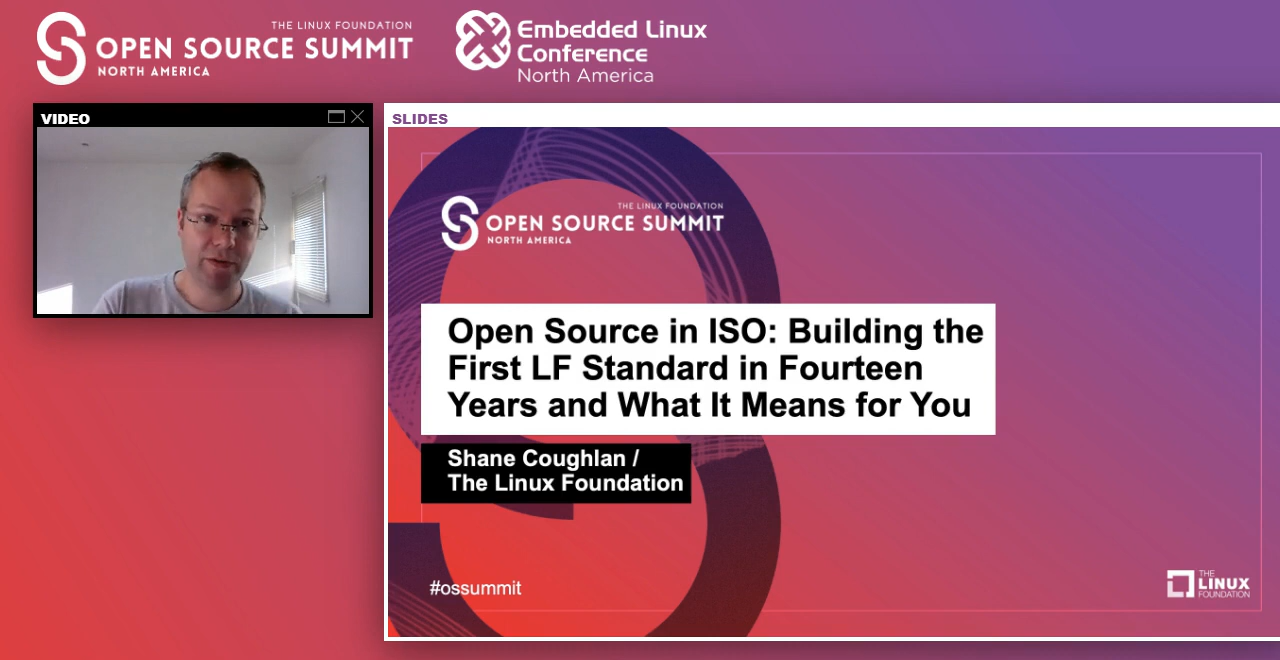 THE LINUX FOUNDATION
OPEN SOURCE SUMMIT
NORTH AMERICA
Embedded Linux
Conference
North America
VIDEO
SLIDES
THE LINUX FOUNDATION
OPEN SOURCE SUMMIT
NORTH AMERICA
Open Source in ISO: Building the
First LF Standard in Fourteen
Years and What It Means for You
Shane Coughlan /
The Linux Foundation
#ossummit
THE
LINUX
FOUNDATION